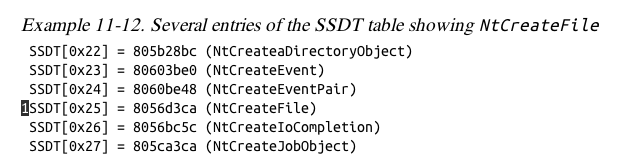 Example 11-12. Several entries of the SSDT table showing NtCreateFile
SSDT[0x22] = 805b28bc (NtCreateaDirectoryObject)
SSDT[0x23] = 80603be0 (NtCreateEvent)
SSDT[0x24] = 8060be48 (NtCreateEventPair)
1SSDT[0x25] = 8056d3ca (NtCreateFile)
SSDT[0x26] = 8056bc5c (NtCreateIoCompletion)
SSDT[0x27] = 805ca3ca (NtCreateJobObject)